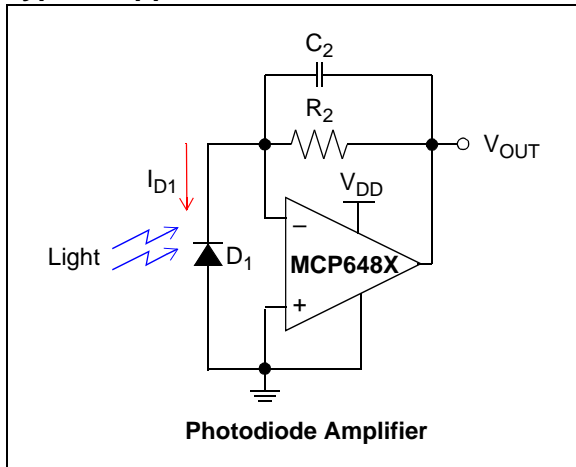 C2
R2
VOUT
ID1
VDD
Light
D1
−
MCP648X
+
Photodiode Amplifier